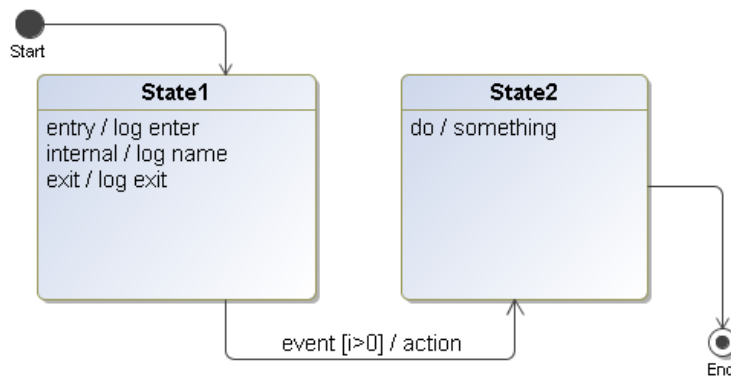 Start
State1
entry / log enter
internal / log name
exit / log exit
State2
do / something
event [i>0] / action
End